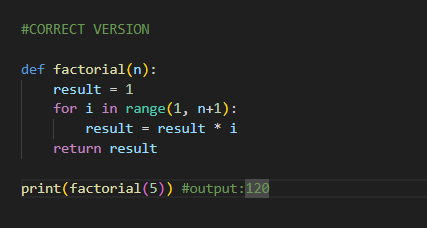 #CORRECT VERSION
def factorial(n):
    result = 1
    for i in range(1, n+1):
        result = result * i
    return result
print(factorial(5)) #output:120